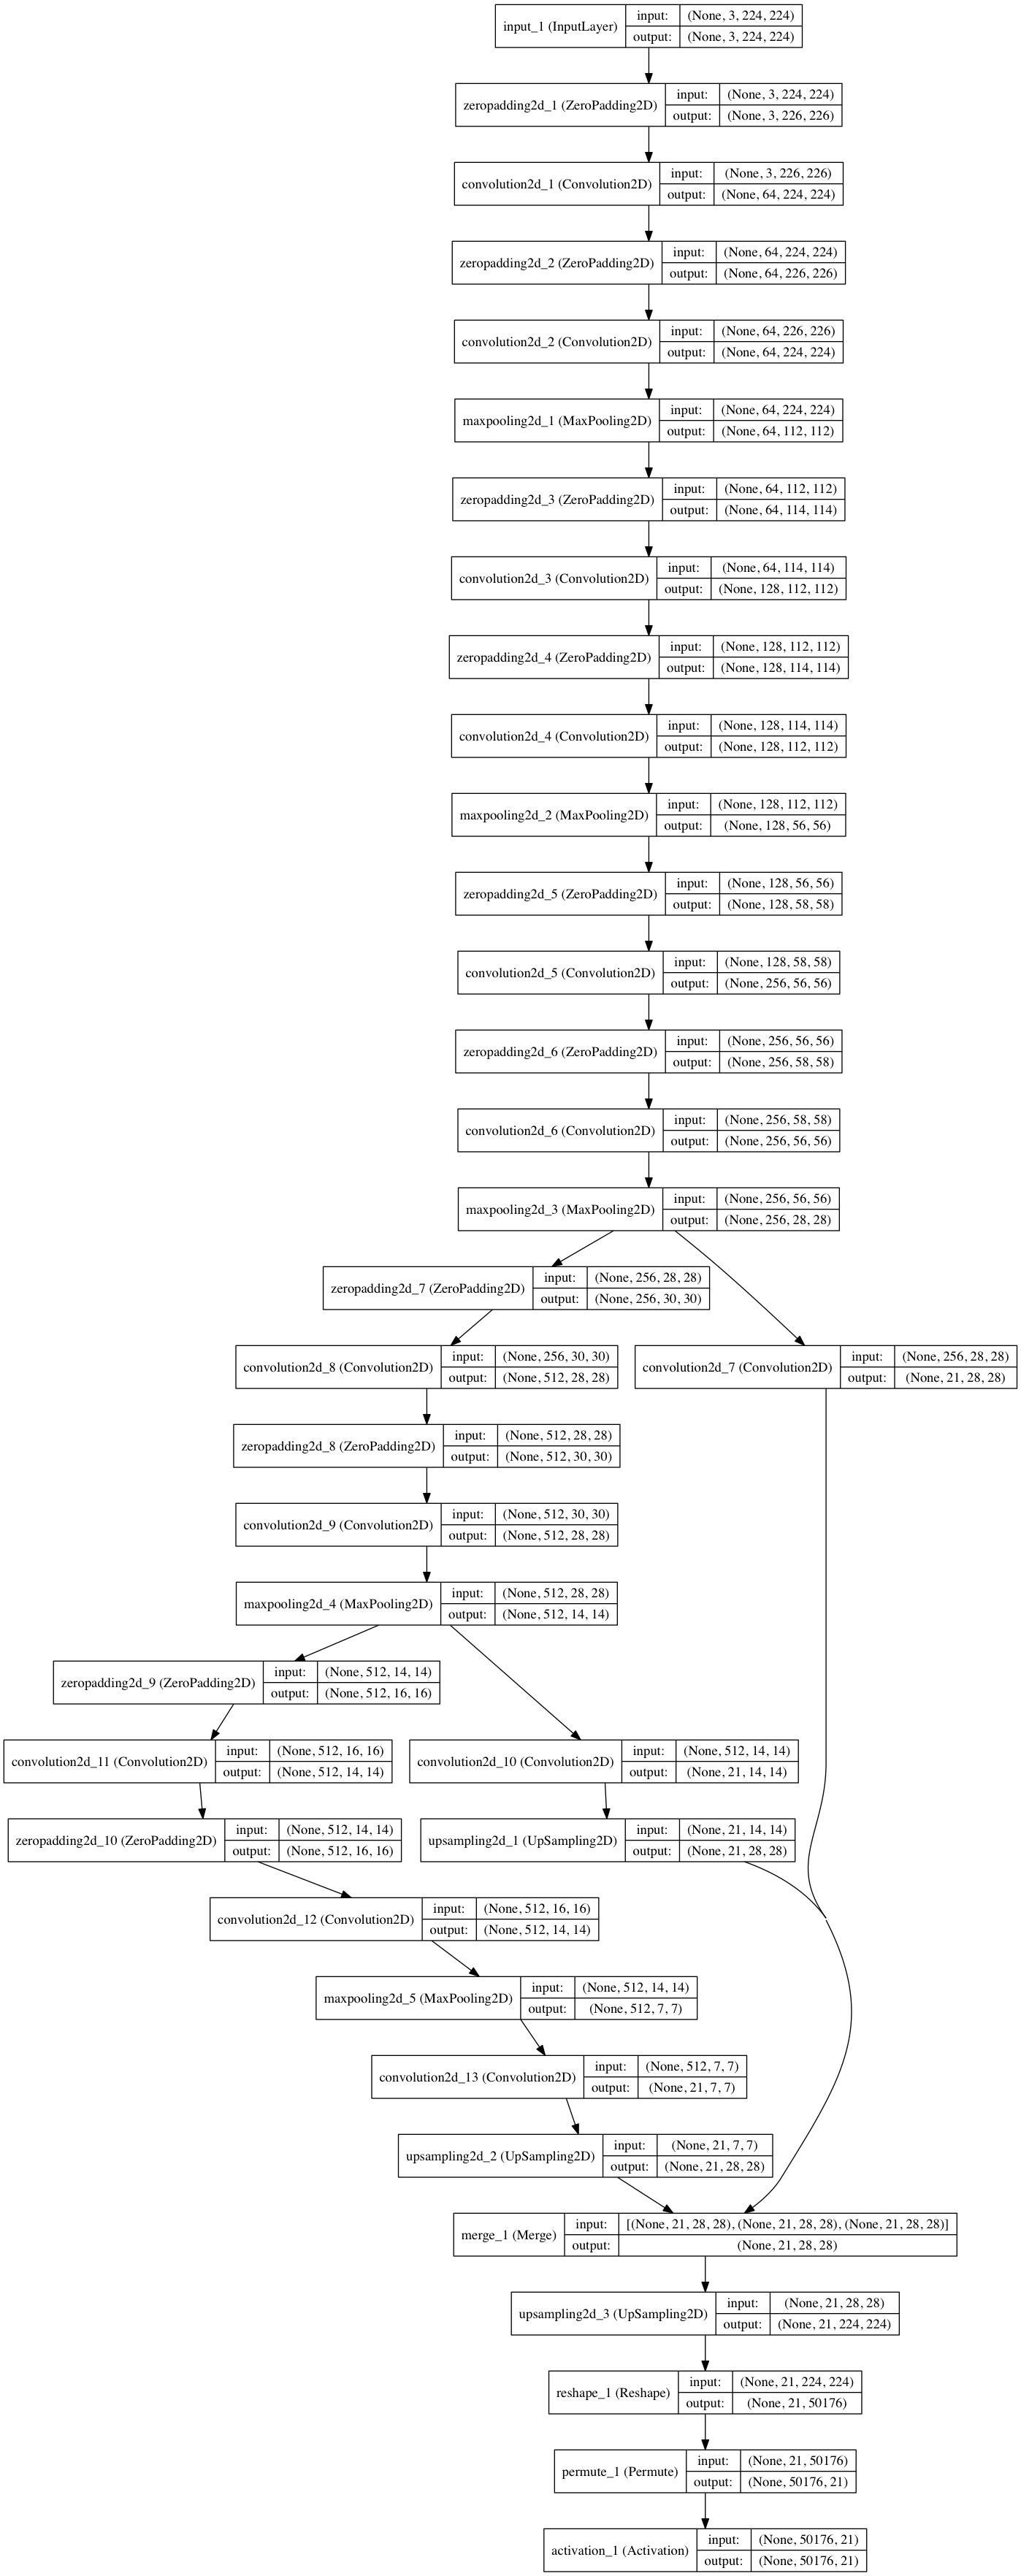 input_1 (InputLayer)
input: (None, 3, 224, 224)
output: (None, 3, 224, 224)
zeropadding2d_1 (ZeroPadding2D)
input: (None, 3, 224, 224)
output: (None, 3, 226, 226)
convolution2d_1 (Convolution2D)
input: (None, 3, 226, 226)
output: (None, 64, 224, 224)
zeropadding2d_2 (ZeroPadding2D)
input: (None, 64, 224, 224)
output: (None, 64, 226, 226)
convolution2d_2 (Convolution2D)
input: (None, 64, 226, 226)
output: (None, 64, 224, 224)
maxpooling2d_1 (MaxPooling2D)
input: (None, 64, 224, 224)
output: (None, 64, 112, 112)
zeropadding2d_3 (ZeroPadding2D)
input: (None, 64, 112, 112)
output: (None, 64, 114, 114)
convolution2d_3 (Convolution2D)
input: (None, 64, 114, 114)
output: (None, 128, 112, 112)
zeropadding2d_4 (ZeroPadding2D)
input: (None, 128, 112, 112)
output: (None, 128, 114, 114)
convolution2d_4 (Convolution2D)
input: (None, 128, 114, 114)
output: (None, 128, 112, 112)
maxpooling2d_2 (MaxPooling2D)
input: (None, 128, 112, 112)
output: (None, 128, 56, 56)
zeropadding2d_5 (ZeroPadding2D)
input: (None, 128, 56, 56)
output: (None, 128, 58, 58)
convolution2d_5 (Convolution2D)
input: (None, 128, 58, 58)
output: (None, 256, 56, 56)
zeropadding2d_6 (ZeroPadding2D)
input: (None, 256, 56, 56)
output: (None, 256, 58, 58)
convolution2d_6 (Convolution2D)
input: (None, 256, 58, 58)
output: (None, 256, 56, 56)
maxpooling2d_3 (MaxPooling2D)
input: (None, 256, 56, 56)
output: (None, 256, 28, 28)
zeropadding2d_7 (ZeroPadding2D)
input: (None, 256, 28, 28)
output: (None, 256, 30, 30)
convolution2d_8 (Convolution2D)
input: (None, 256, 30, 30)
output: (None, 512, 28, 28)
convolution2d_7 (Convolution2D)
input: (None, 256, 28, 28)
output: (None, 21, 28, 28)
zeropadding2d_8 (ZeroPadding2D)
input: (None, 512, 28, 28)
output: (None, 512, 30, 30)
convolution2d_9 (Convolution2D)
input: (None, 512, 30, 30)
output: (None, 512, 28, 28)
maxpooling2d_4 (MaxPooling2D)
input: (None, 512, 28, 28)
output: (None, 512, 14, 14)
zeropadding2d_9 (ZeroPadding2D)
input: (None, 512, 14, 14)
output: (None, 512, 16, 16)
convolution2d_11 (Convolution2D)
input: (None, 512, 16, 16)
output: (None, 512, 14, 14)
convolution2d_10 (Convolution2D)
input: (None, 512, 14, 14)
output: (None, 21, 14, 14)
zeropadding2d_10 (ZeroPadding2D)
input: (None, 512, 14, 14)
output: (None, 512, 16, 16)
upsampling2d_1 (UpSampling2D)
input: (None, 21, 14, 14)
output: (None, 21, 28, 28)
convolution2d_12 (Convolution2D)
input: (None, 512, 16, 16)
output: (None, 512, 14, 14)
maxpooling2d_5 (MaxPooling2D)
input: (None, 512, 14, 14)
output: (None, 512, 7, 7)
convolution2d_13 (Convolution2D)
input: (None, 512, 7, 7)
output: (None, 21, 7, 7)
upsampling2d_2 (UpSampling2D)
input: (None, 21, 7, 7)
output: (None, 21, 28, 28)
merge_1 (Merge)
input: [(None, 21, 28, 28), (None, 21, 28, 28), (None, 21, 28, 28)]
output: (None, 21, 28, 28)
upsampling2d_3 (UpSampling2D)
input: (None, 21, 28, 28)
output: (None, 21, 224, 224)
reshape_1 (Reshape)
input: (None, 21, 224, 224)
output: (None, 21, 50176)
permute_1 (Permute)
input: (None, 21, 50176)
output: (None, 50176, 21)
activation_1 (Activation)
input: (None, 50176, 21)
output: (None, 50176, 21)